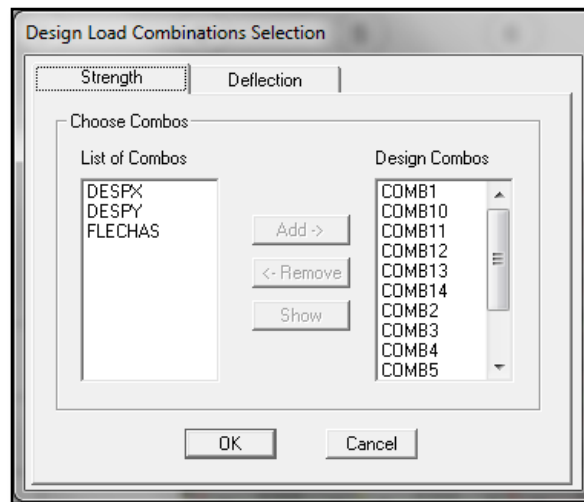 Design Load Combinations Selection
Strength
Deflection
Choose Combos
List of Combos
DESPX
DESPY
FLECHAS
Add ->
<- Remove
Show
Design Combos
COMB1
COMB10
COMB11
COMB12
COMB13
COMB14
COMB2
COMB3
COMB4
COMB5
OK
Cancel